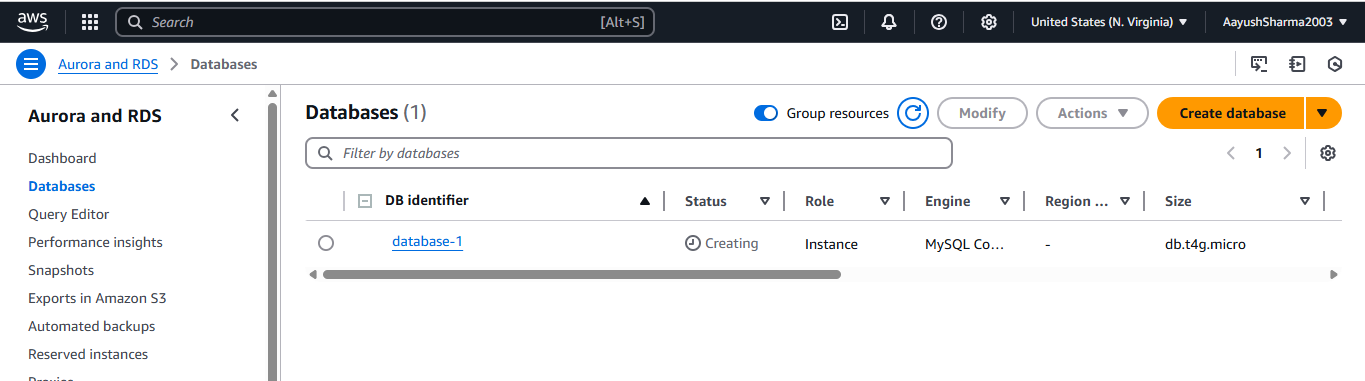 aws Search [Alt+S] United States (N. Virginia) AayushSharma2003
Aurora and RDS > Databases
Aurora and RDS
Dashboard
Databases
Query Editor
Performance insights
Snapshots
Exports in Amazon S3
Automated backups
Reserved instances
Proxies
Databases (1) Group resources Modify Actions Create database
Filter by databases 1
DB identifier Status Role Engine Region ... Size
database-1 Creating Instance MySQL Co... - db.t4g.micro